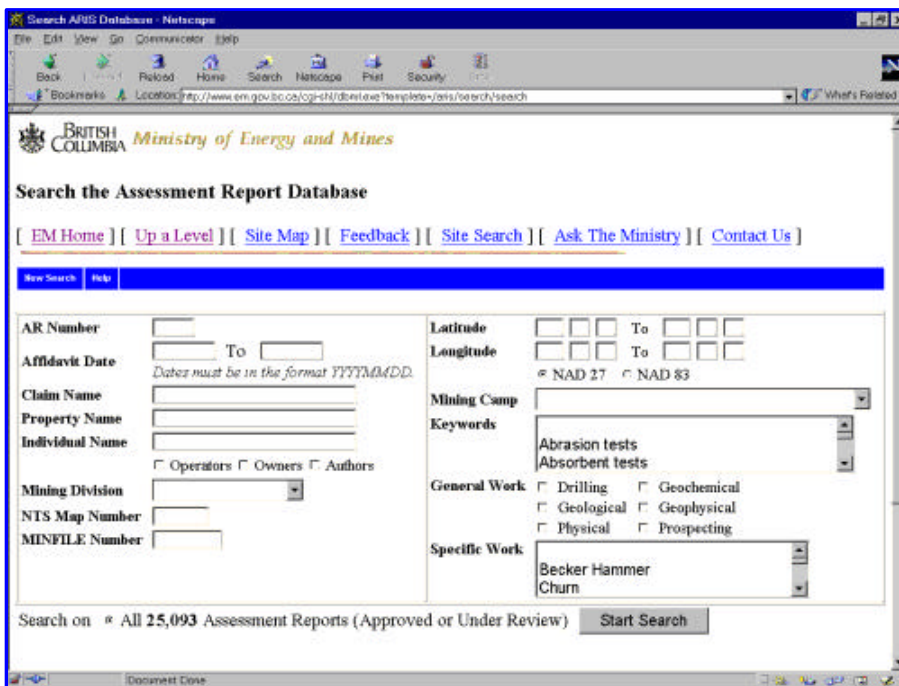 Search ARIS Database - Netscape
File Edit View Go Communicator Help
Back Reload Home Search Netscape Print Security
Bookmarks Location: http://www.em.gov.bc.ca/cgi-shl/dbml.exe?template=/aris/search/search What's Related
BRITISH COLUMBIA Ministry of Energy and Mines
Search the Assessment Report Database
[ EM Home ] [ Up a Level ] [ Site Map ] [ Feedback ] [ Site Search ] [ Ask The Ministry ] [ Contact Us ]
New Search Help
AR Number
Affidavit Date To
Dates must be in the format YYYYMMDD.
Claim Name
Property Name
Individual Name
Operators Owners Authors
Mining Division
NTS Map Number
MINFILE Number
Latitude To
Longitude To
NAD 27 NAD 83
Mining Camp
Keywords
Abrasion tests
Absorbent tests
General Work Drilling Geochemical
Geological Geophysical
Physical Prospecting
Specific Work
Becker Hammer
Churn
Search on All 25,093 Assessment Reports (Approved or Under Review) Start Search
Document Done